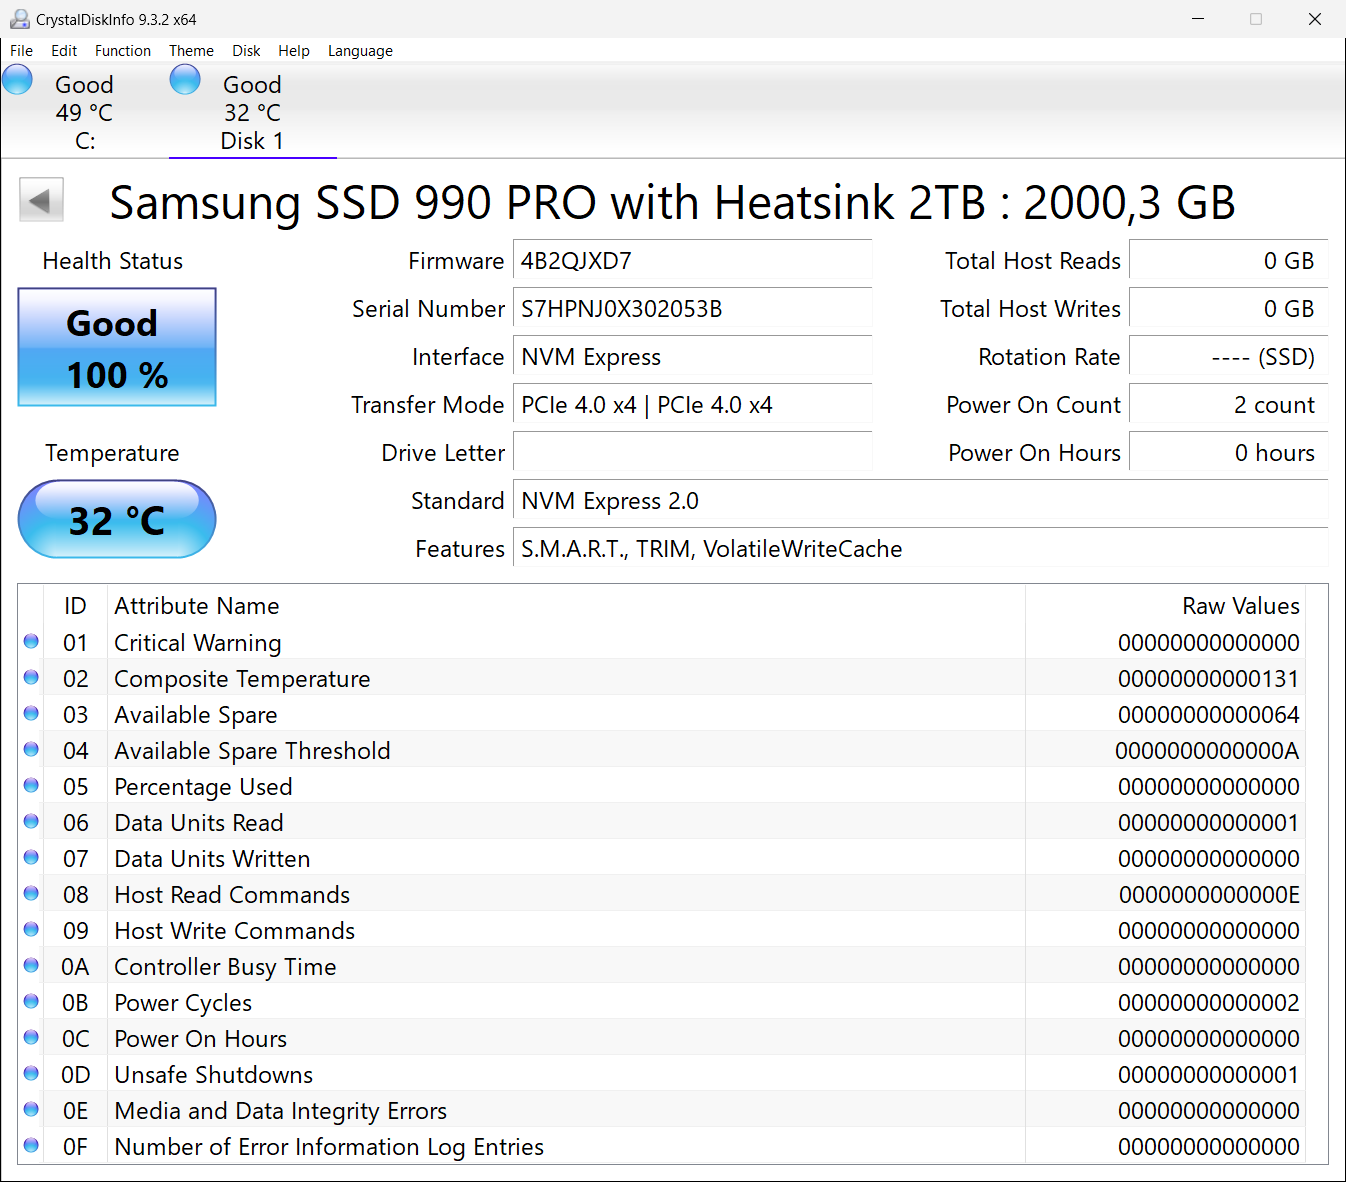 CrystalDiskInfo 9.3.2 x64
File Edit Function Theme Disk Help Language
Good Good
49 °C 32 °C
C: Disk 1
Samsung SSD 990 PRO with Heatsink 2TB : 2000,3 GB
Health Status Firmware 4B2QJXD7 Total Host Reads 0 GB
Good Serial Number S7HPNJ0X302053B Total Host Writes 0 GB
100 % Interface NVM Express Rotation Rate ---- (SSD)
Transfer Mode PCIe 4.0 x4 | PCIe 4.0 x4 Power On Count 2 count
Temperature Drive Letter Power On Hours 0 hours
32 °C Standard NVM Express 2.0
Features S.M.A.R.T., TRIM, VolatileWriteCache
ID Attribute Name Raw Values
01 Critical Warning 00000000000000
02 Composite Temperature 00000000000131
03 Available Spare 00000000000064
04 Available Spare Threshold 0000000000000A
05 Percentage Used 00000000000000
06 Data Units Read 00000000000001
07 Data Units Written 00000000000000
08 Host Read Commands 0000000000000E
09 Host Write Commands 00000000000000
0A Controller Busy Time 00000000000000
0B Power Cycles 00000000000002
0C Power On Hours 00000000000000
0D Unsafe Shutdowns 00000000000001
0E Media and Data Integrity Errors 00000000000000
0F Number of Error Information Log Entries 00000000000000